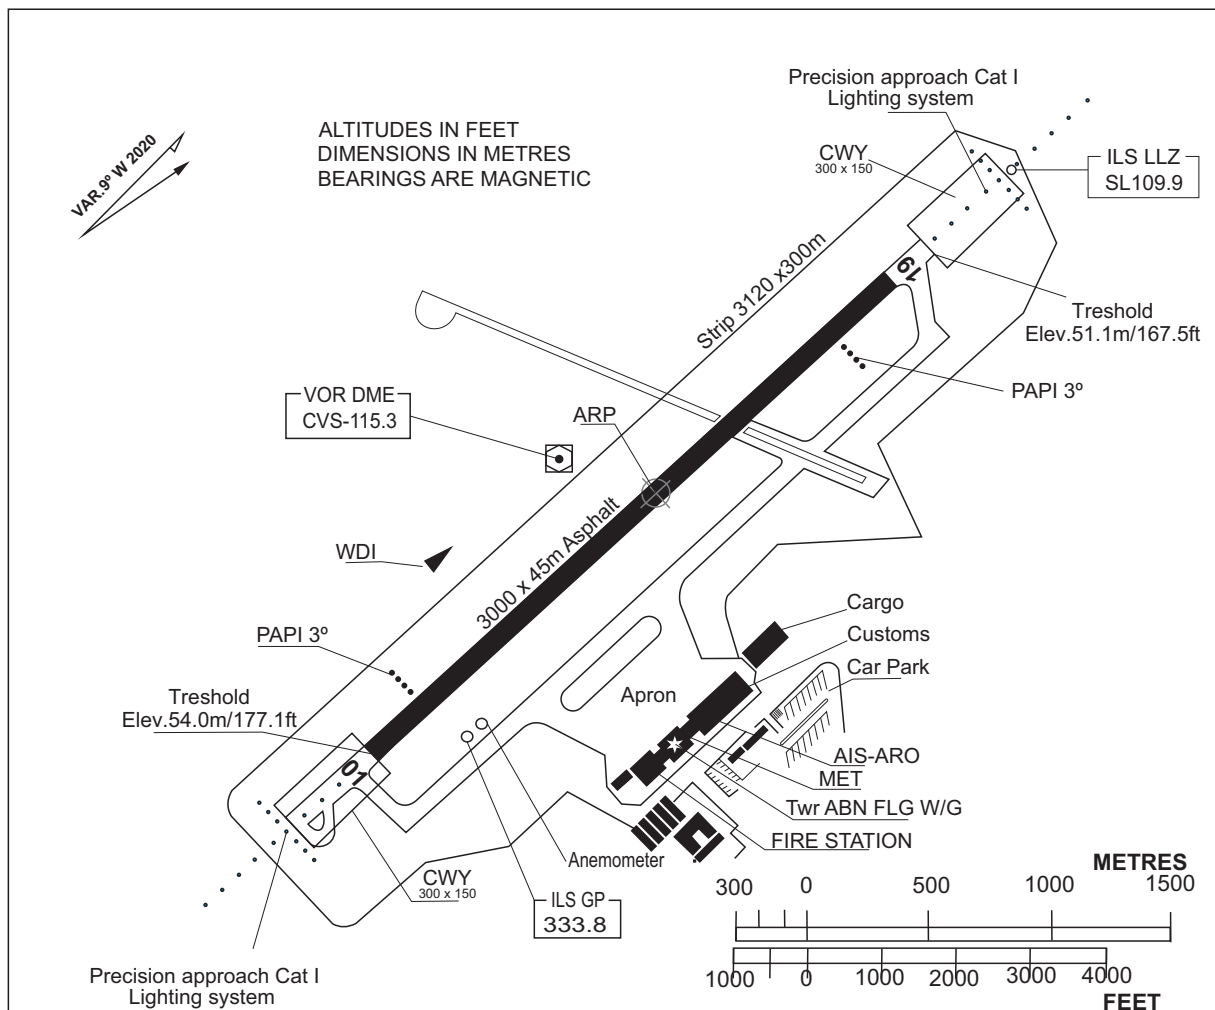 Precision approach Cat I
Lighting system
ALTITUDES IN FEET
DIMENSIONS IN METRES
BEARINGS ARE MAGNETIC
VAR.9º W 2020
CWY
300 x 150
ILS LLZ
SL109.9
Strip 3120 x300m
19
Treshold
Elev.51.1m/167.5ft
PAPI 3º
VOR DME
CVS-115.3
ARP
3000 x 45m Asphalt
WDI
PAPI 3º
Treshold
Elev.54.0m/177.1ft
01
Cargo
Customs
Car Park
Apron
AIS-ARO
MET
Twr ABN FLG W/G
FIRE STATION
Anemometer
CWY
300 x 150
ILS GP
333.8
Precision approach Cat I
Lighting system
METRES
300 0 500 1000 1500
1000 0 1000 2000 3000 4000
FEET